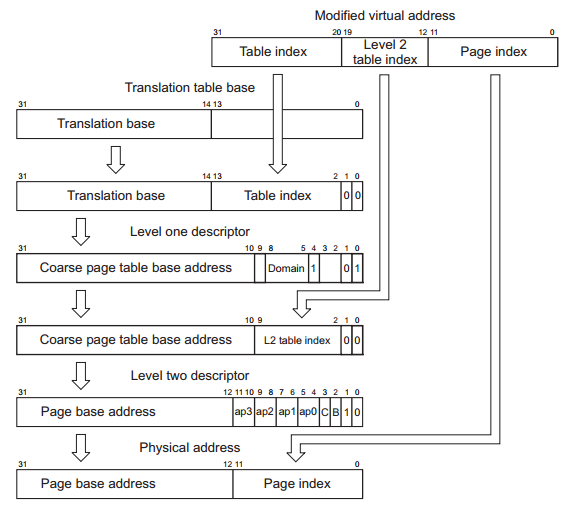 Modified virtual address
31 20 19 12 11 0
Table index Level 2 table index Page index
Translation table base
31 14 13 0
Translation base
31 14 13 2 1 0
Translation base Table index 0 0
Level one descriptor
31 10 9 8 5 4 3 2 1 0
Coarse page table base address Domain 1 0 1
31 10 9 2 1 0
Coarse page table base address L2 table index 0 0
Level two descriptor
31 12 11 10 9 8 7 6 5 4 3 2 1 0
Page base address ap3 ap2 ap1 ap0 C B 1 0
Physical address
31 12 11 0
Page base address Page index